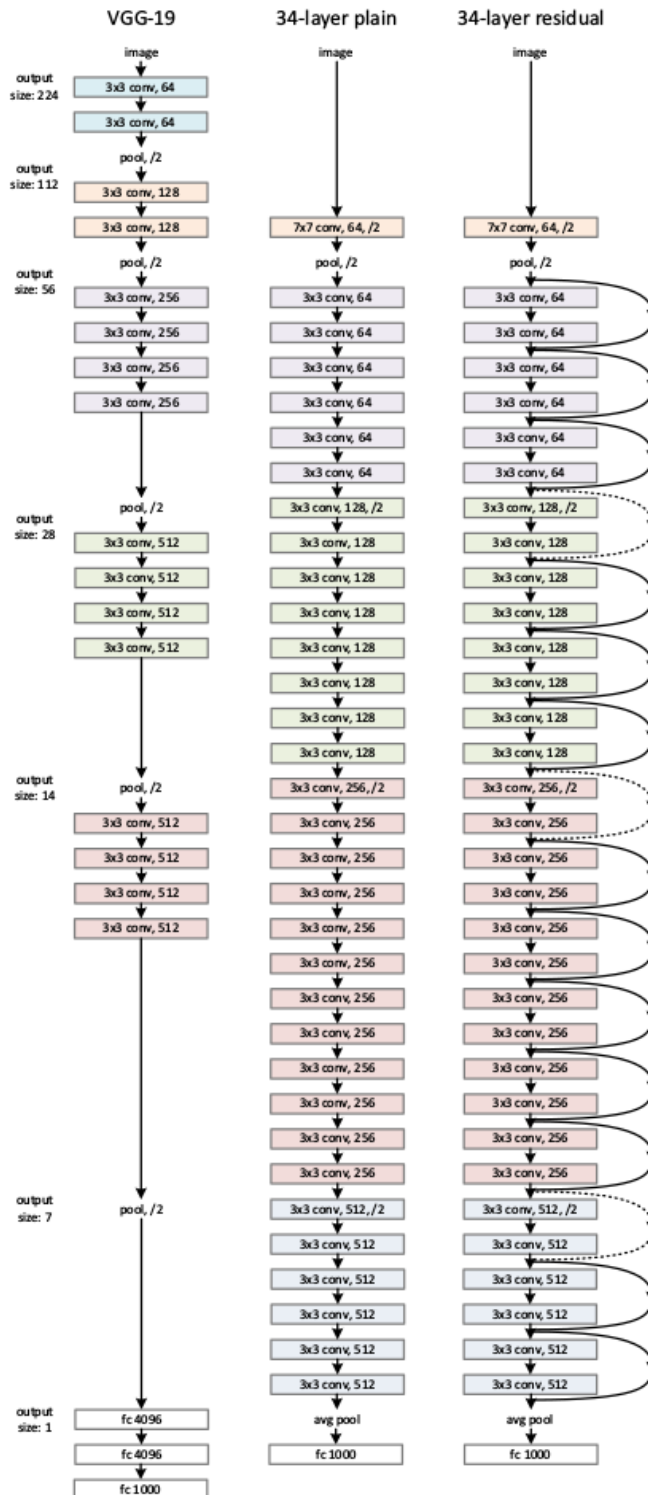 VGG-19
image
output
size: 224
3x3 conv, 64
3x3 conv, 64
pool, /2
output
size: 112
3x3 conv, 128
3x3 conv, 128
pool, /2
output
size: 56
3x3 conv, 256
3x3 conv, 256
3x3 conv, 256
3x3 conv, 256
pool, /2
output
size: 28
3x3 conv, 512
3x3 conv, 512
3x3 conv, 512
3x3 conv, 512
pool, /2
output
size: 14
3x3 conv, 512
3x3 conv, 512
3x3 conv, 512
3x3 conv, 512
output
size: 7
pool, /2
output
size: 1
fc 4096
fc 4096
fc 1000
34-layer plain
image
7x7 conv, 64, /2
pool, /2
3x3 conv, 64
3x3 conv, 64
3x3 conv, 64
3x3 conv, 64
3x3 conv, 64
3x3 conv, 64
3x3 conv, 128, /2
3x3 conv, 128
3x3 conv, 128
3x3 conv, 128
3x3 conv, 128
3x3 conv, 128
3x3 conv, 128
3x3 conv, 128
3x3 conv, 256, /2
3x3 conv, 256
3x3 conv, 256
3x3 conv, 256
3x3 conv, 256
3x3 conv, 256
3x3 conv, 256
3x3 conv, 256
3x3 conv, 256
3x3 conv, 256
3x3 conv, 256
3x3 conv, 256
3x3 conv, 512, /2
3x3 conv, 512
3x3 conv, 512
3x3 conv, 512
3x3 conv, 512
3x3 conv, 512
avg pool
fc 1000
34-layer residual
image
7x7 conv, 64, /2
pool, /2
3x3 conv, 64
3x3 conv, 64
3x3 conv, 64
3x3 conv, 64
3x3 conv, 64
3x3 conv, 64
3x3 conv, 128, /2
3x3 conv, 128
3x3 conv, 128
3x3 conv, 128
3x3 conv, 128
3x3 conv, 128
3x3 conv, 128
3x3 conv, 128
3x3 conv, 256, /2
3x3 conv, 256
3x3 conv, 256
3x3 conv, 256
3x3 conv, 256
3x3 conv, 256
3x3 conv, 256
3x3 conv, 256
3x3 conv, 256
3x3 conv, 256
3x3 conv, 256
3x3 conv, 256
3x3 conv, 512, /2
3x3 conv, 512
3x3 conv, 512
3x3 conv, 512
3x3 conv, 512
3x3 conv, 512
avg pool
fc 1000